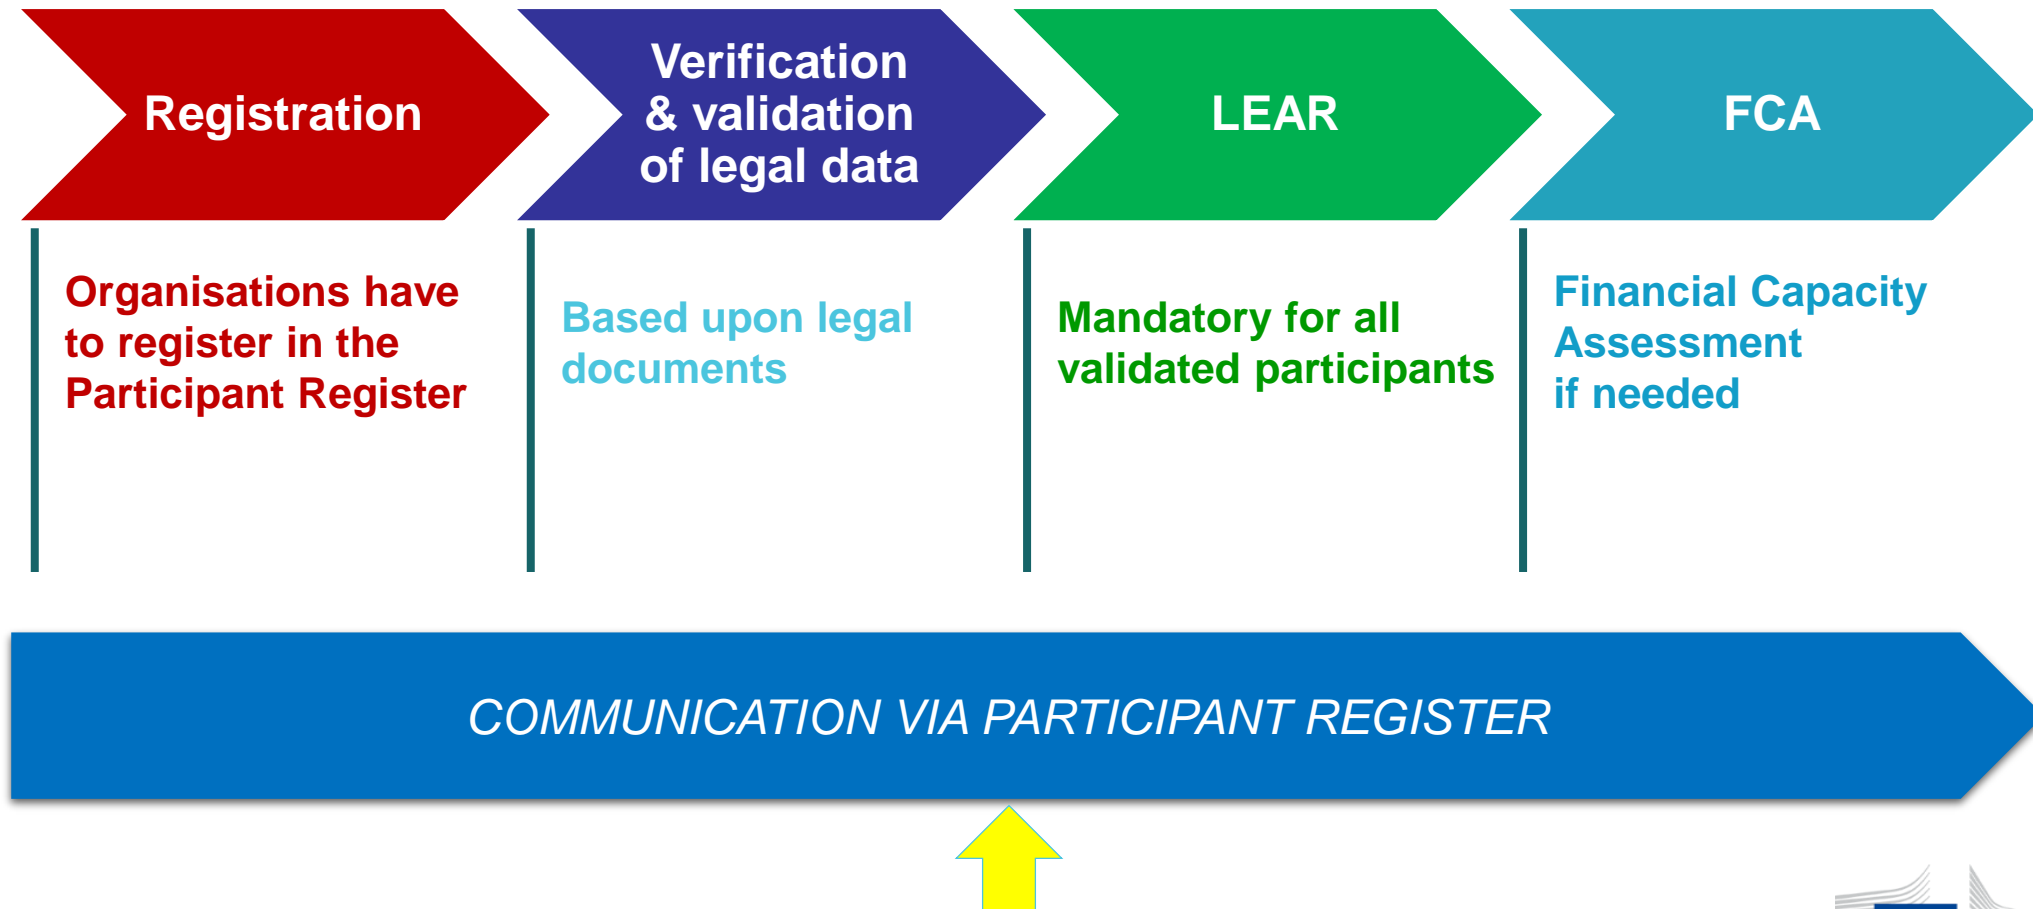 Registration
Verification
& validation
of legal data
LEAR
FCA
Organisations have
to register in the
Participant Register
Based upon legal
documents
Mandatory for all
validated participants
Financial Capacity
Assessment
if needed
COMMUNICATION VIA PARTICIPANT REGISTER